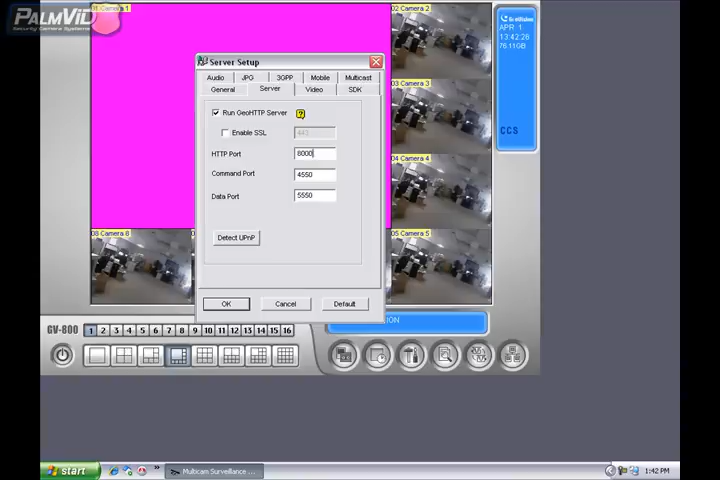 PALMVID
Security Camera Systems
01 Camera 1
02 Camera 2
GeoVision
APR. 1
13:42:26
76.11GB
Server Setup
Audio JPG 3GPP Mobile Multicast
General Server Video SDK
Run GeoHTTP Server ?
Enable SSL 443
HTTP Port 8000
Command Port 4550
Data Port 5550
Detect UPnP
OK Cancel Default
03 Camera 3
CCS
04 Camera 4
08 Camera 8
05 Camera 5
GV-800 1 2 3 4 5 6 7 8 9 10 11 12 13 14 15 16
start
Multicam Surveillance ...
1:42 PM